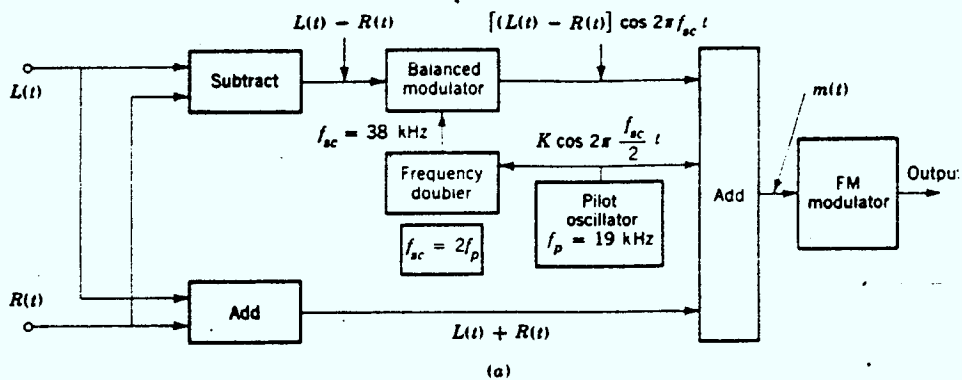 L(t) − R(t)
[(L(t) − R(t)] cos 2π f_sc t
L(t)
Subtract
Balanced
modulator
m(t)
f_sc = 38 kHz
K cos 2π f_sc/2 t
Frequency
doubler
Add
FM
modulator
Output
Pilot
oscillator
f_p = 19 kHz
f_sc = 2f_p
R(t)
Add
L(t) + R(t)
(a)